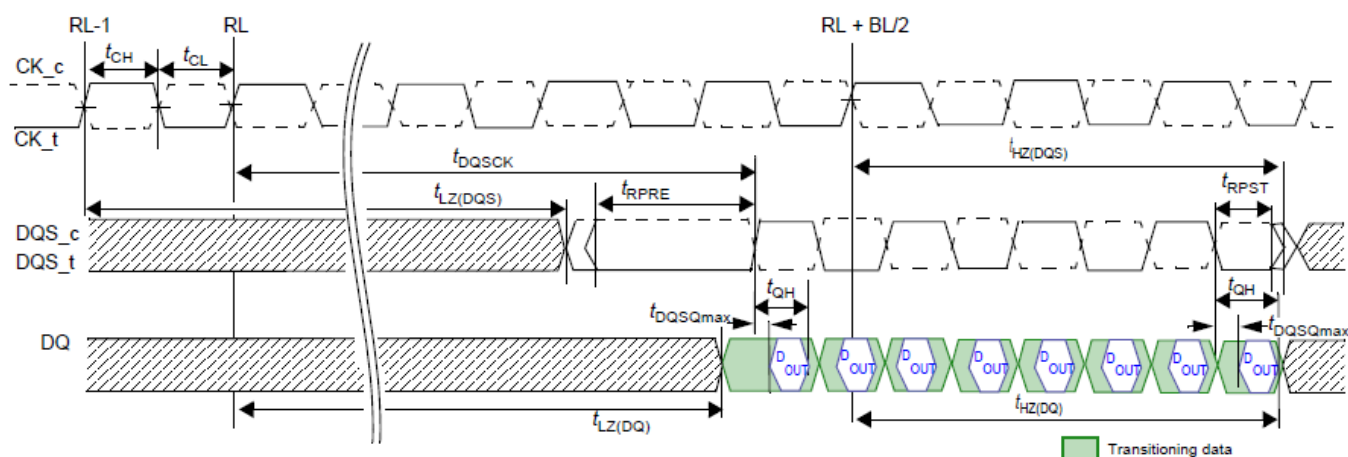 RL-1 RL RL + BL/2
tCH tCL
CK_c
CK_t
tDQSCK tHZ(DQS)
tLZ(DQS) tRPRE tRPST
DQS_c
DQS_t
tQH tQH
tDQSQmax tDQSQmax
DQ
DOUT DOUT DOUT DOUT DOUT DOUT DOUT DOUT
tLZ(DQ) tHZ(DQ)
Transitioning data